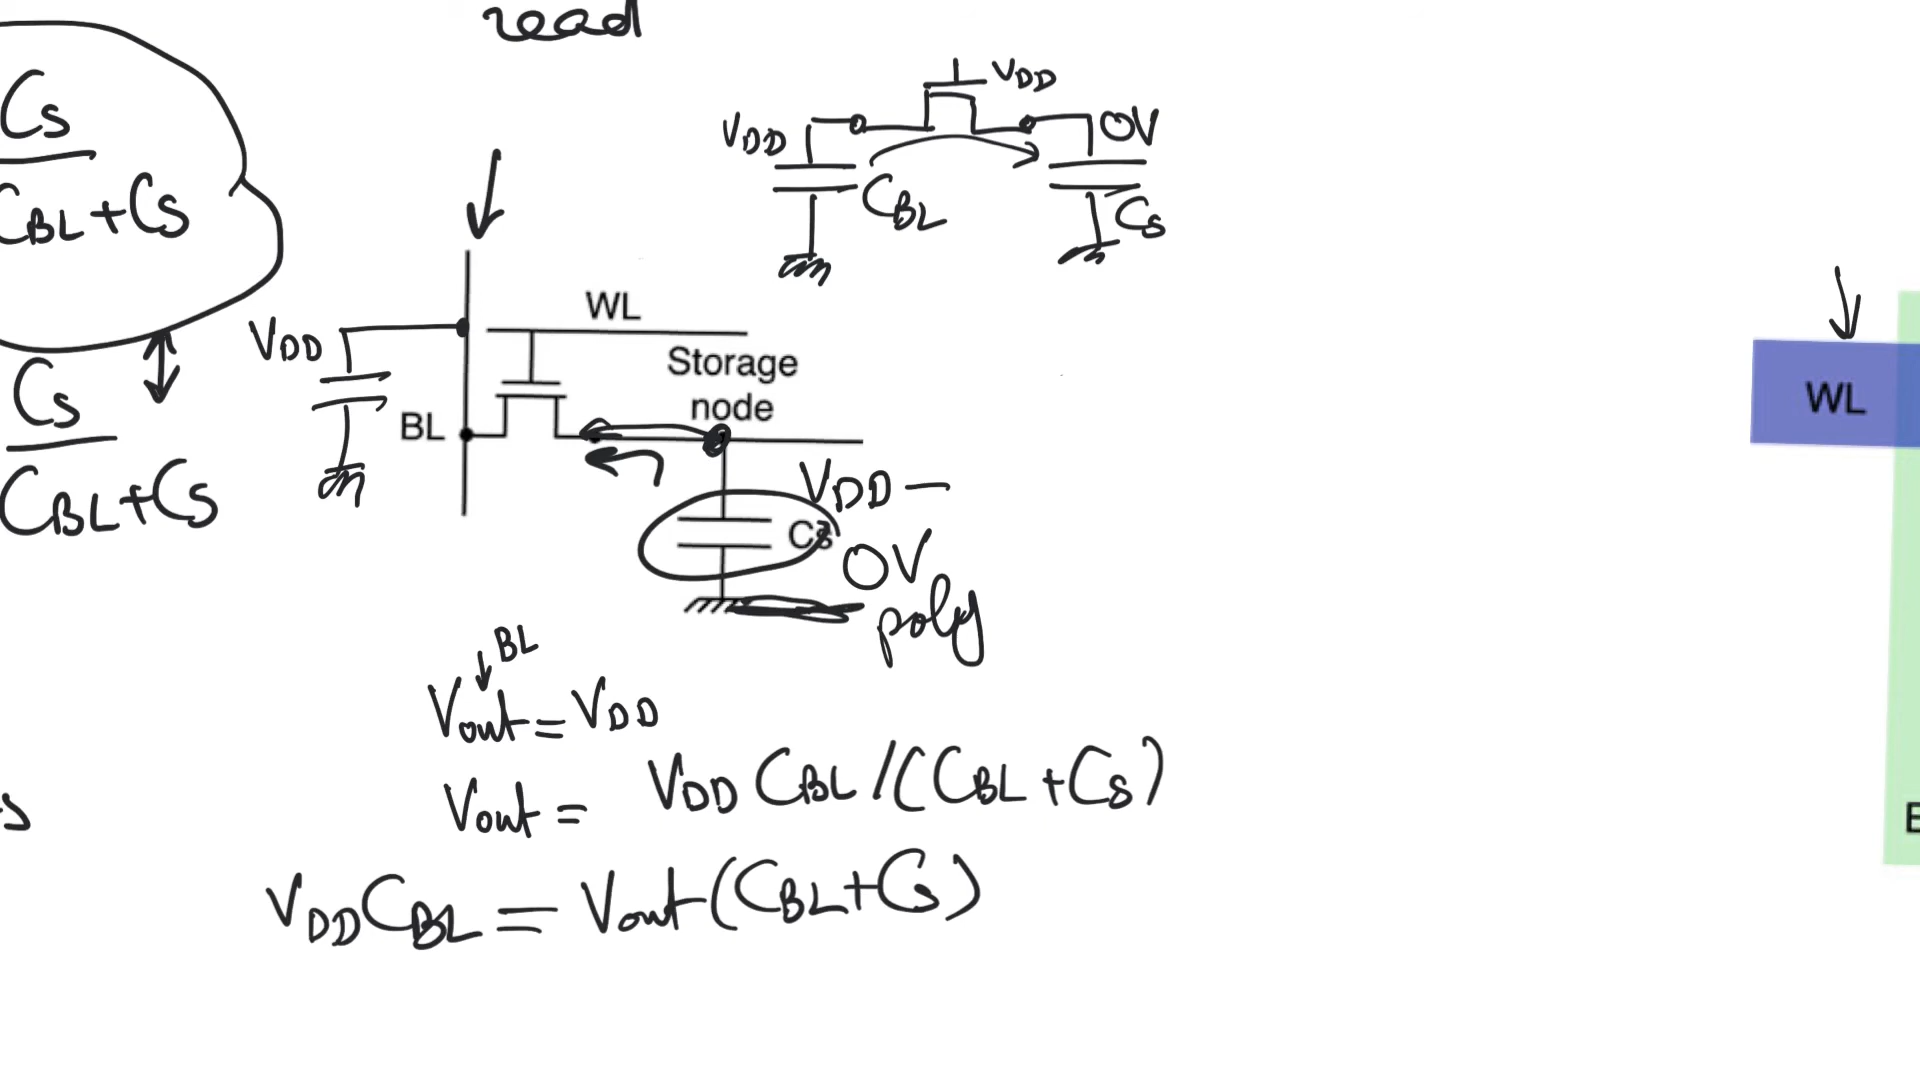 read
Cs
CBL+Cs
VDD
VDD
0V
CBL
Cs
WL
VDD
Storage
node
BL
Cs
CBL+Cs
VDD –
Cs
0V
poly
WL
BL
Vout = VDD
Vout = VDD CBL / (CBL + Cs)
VDD CBL = Vout (CBL + Cs)